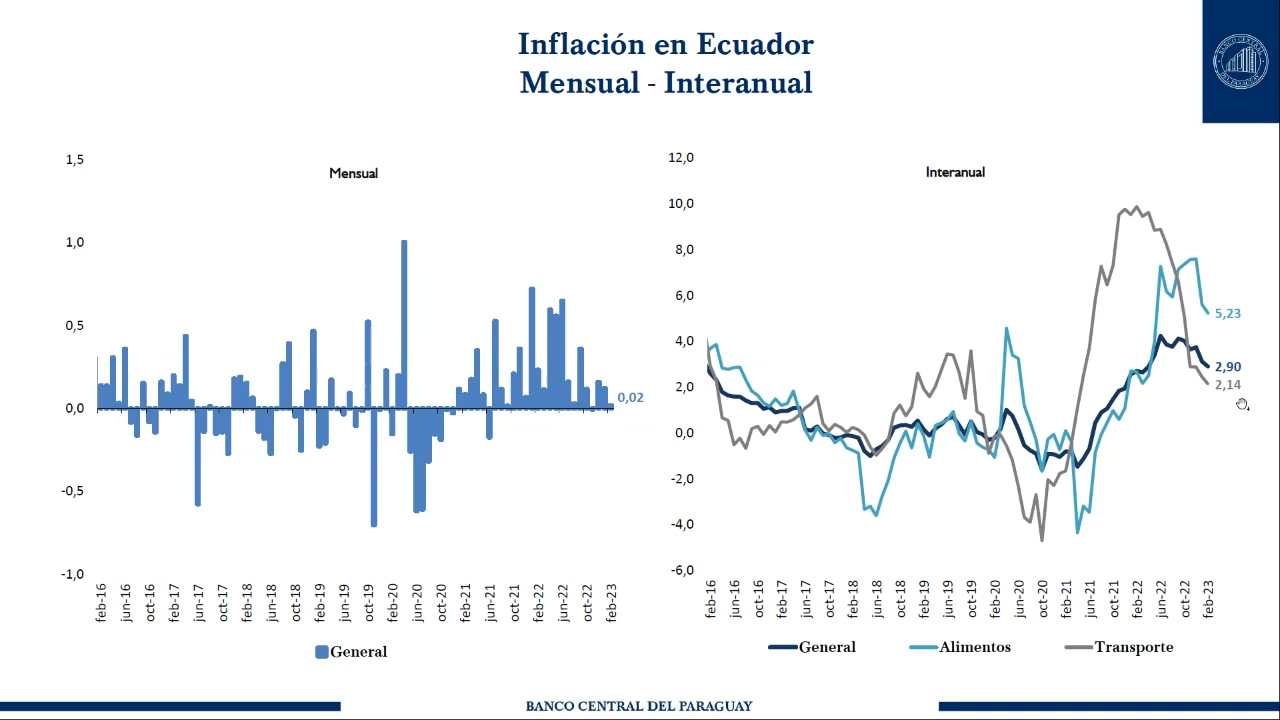 Inflación en Ecuador
Mensual - Interanual
BANCO CENTRAL
DEL PARAGUAY
Mensual
1,5
1,0
0,5
0,0
-0,5
-1,0
0,02
feb-16
jun-16
oct-16
feb-17
jun-17
oct-17
feb-18
jun-18
oct-18
feb-19
jun-19
oct-19
feb-20
jun-20
oct-20
feb-21
jun-21
oct-21
feb-22
jun-22
oct-22
feb-23
General
Interanual
12,0
10,0
8,0
6,0
4,0
2,0
0,0
-2,0
-4,0
-6,0
5,23
2,90
2,14
feb-16
jun-16
oct-16
feb-17
jun-17
oct-17
feb-18
jun-18
oct-18
feb-19
jun-19
oct-19
feb-20
jun-20
oct-20
feb-21
jun-21
oct-21
feb-22
jun-22
oct-22
feb-23
General Alimentos Transporte
BANCO CENTRAL DEL PARAGUAY